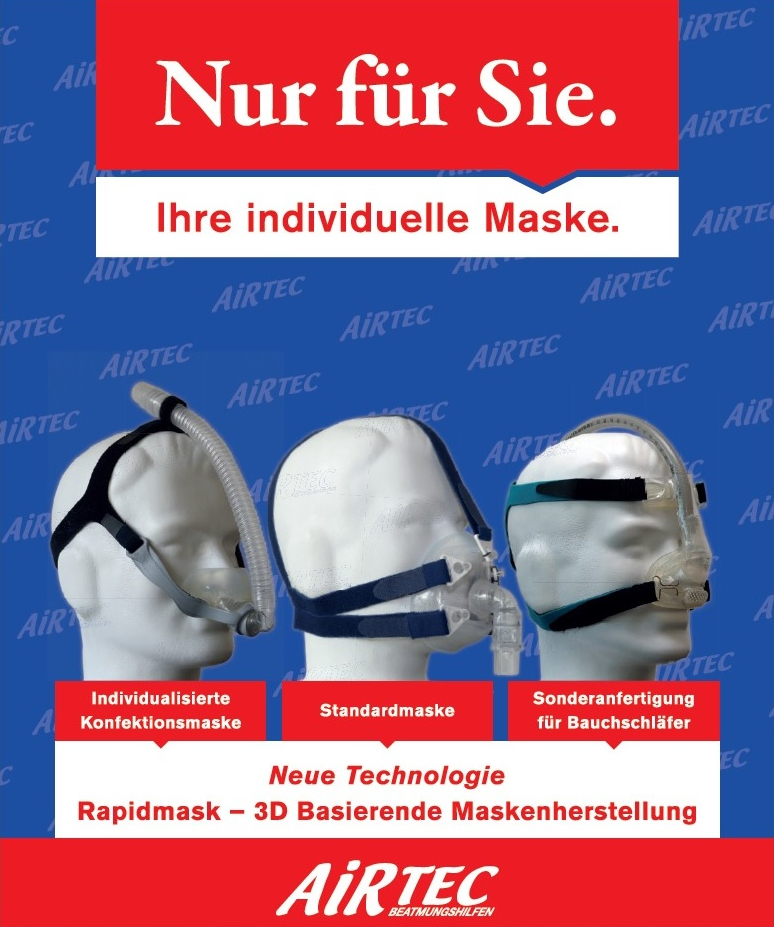 Nur für Sie.
Ihre individuelle Maske.
Individualisierte
Konfektionsmaske
Standardmaske
Sonderanfertigung
für Bauchschläfer
Neue Technologie
Rapidmask – 3D Basierende Maskenherstellung
AiRTEC
BEATMUNGSHILFEN